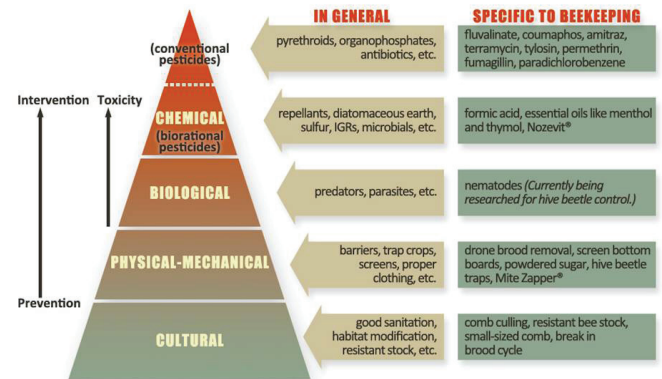 IN GENERAL
SPECIFIC TO BEEKEEPING
(conventional
pesticides)
pyrethroids, organophosphates,
antibiotics, etc.
fluvalinate, coumaphos, amitraz,
terramycin, tylosin, permethrin,
fumagillin, paradichlorobenzene
Intervention
Toxicity
CHEMICAL
(biorational
pesticides)
repellants, diatomaceous earth,
sulfur, IGRs, microbials, etc.
formic acid, essential oils like menthol
and thymol, Nozevit®
BIOLOGICAL
predators, parasites, etc.
nematodes (Currently being
researched for hive beetle control.)
PHYSICAL-MECHANICAL
barriers, trap crops,
screens, proper
clothing, etc.
drone brood removal, screen bottom
boards, powdered sugar, hive beetle
traps, Mite Zapper®
Prevention
CULTURAL
good sanitation,
habitat modification,
resistant stock, etc.
comb culling, resistant bee stock,
small-sized comb, break in
brood cycle